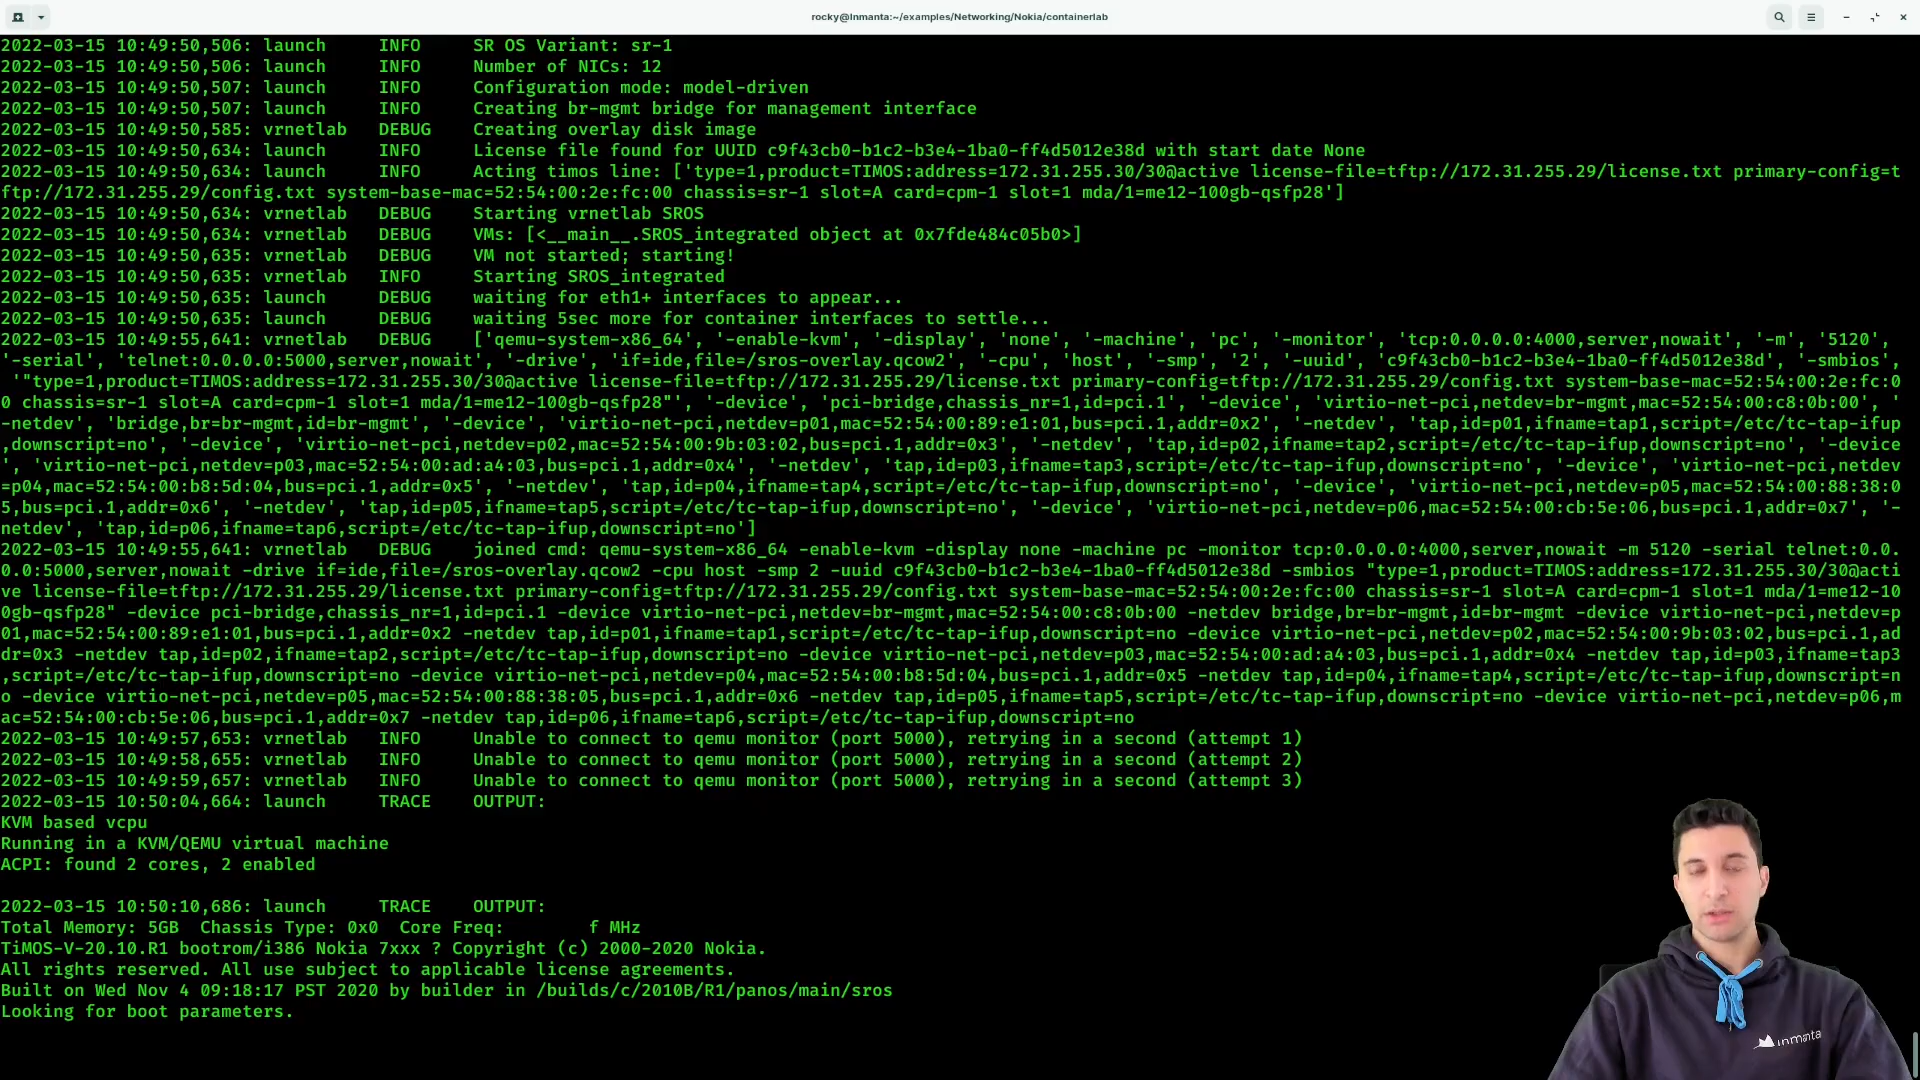 rocky@Inmanta:~/examples/Networking/Nokia/containerlab
2022-03-15 10:49:50,506: launch     INFO     SR OS Variant: sr-1
2022-03-15 10:49:50,506: launch     INFO     Number of NICs: 12
2022-03-15 10:49:50,507: launch     INFO     Configuration mode: model-driven
2022-03-15 10:49:50,507: launch     INFO     Creating br-mgmt bridge for management interface
2022-03-15 10:49:50,585: vrnetlab   DEBUG    Creating overlay disk image
2022-03-15 10:49:50,634: launch     INFO     License file found for UUID c9f43cb0-b1c2-b3e4-1ba0-ff4d5012e38d with start date None
2022-03-15 10:49:50,634: launch     INFO     Acting timos line: ['type=1,product=TIMOS:address=172.31.255.30/30@active license-file=tftp://172.31.255.29/license.txt primary-config=t
ftp://172.31.255.29/config.txt system-base-mac=52:54:00:2e:fc:00 chassis=sr-1 slot=A card=cpm-1 slot=1 mda/1=me12-100gb-qsfp28']
2022-03-15 10:49:50,634: vrnetlab   DEBUG    Starting vrnetlab SROS
2022-03-15 10:49:50,634: vrnetlab   DEBUG    VMs: [<__main__.SROS_integrated object at 0x7fde484c05b0>]
2022-03-15 10:49:50,635: vrnetlab   DEBUG    VM not started; starting!
2022-03-15 10:49:50,635: vrnetlab   INFO     Starting SROS_integrated
2022-03-15 10:49:50,635: launch     DEBUG    waiting for eth1+ interfaces to appear...
2022-03-15 10:49:50,635: launch     DEBUG    waiting 5sec more for container interfaces to settle...
2022-03-15 10:49:55,641: vrnetlab   DEBUG    ['qemu-system-x86_64', '-enable-kvm', '-display', 'none', '-machine', 'pc', '-monitor', 'tcp:0.0.0.0:4000,server,nowait', '-m', '5120',
'-serial', 'telnet:0.0.0.0:5000,server,nowait', '-drive', 'if=ide,file=/sros-overlay.qcow2', '-cpu', 'host', '-smp', '2', '-uuid', 'c9f43cb0-b1c2-b3e4-1ba0-ff4d5012e38d', '-smbios',
'"type=1,product=TIMOS:address=172.31.255.30/30@active license-file=tftp://172.31.255.29/license.txt primary-config=tftp://172.31.255.29/config.txt system-base-mac=52:54:00:2e:fc:0
0 chassis=sr-1 slot=A card=cpm-1 slot=1 mda/1=me12-100gb-qsfp28"', '-device', 'pci-bridge,chassis_nr=1,id=pci.1', '-device', 'virtio-net-pci,netdev=br-mgmt,mac=52:54:00:c8:0b:00', '
-netdev', 'bridge,br=br-mgmt,id=br-mgmt', '-device', 'virtio-net-pci,netdev=p01,mac=52:54:00:89:e1:01,bus=pci.1,addr=0x2', '-netdev', 'tap,id=p01,ifname=tap1,script=/etc/tc-tap-ifup
,downscript=no', '-device', 'virtio-net-pci,netdev=p02,mac=52:54:00:9b:03:02,bus=pci.1,addr=0x3', '-netdev', 'tap,id=p02,ifname=tap2,script=/etc/tc-tap-ifup,downscript=no', '-device
', 'virtio-net-pci,netdev=p03,mac=52:54:00:ad:a4:03,bus=pci.1,addr=0x4', '-netdev', 'tap,id=p03,ifname=tap3,script=/etc/tc-tap-ifup,downscript=no', '-device', 'virtio-net-pci,netdev
=p04,mac=52:54:00:b8:5d:04,bus=pci.1,addr=0x5', '-netdev', 'tap,id=p04,ifname=tap4,script=/etc/tc-tap-ifup,downscript=no', '-device', 'virtio-net-pci,netdev=p05,mac=52:54:00:88:38:0
5,bus=pci.1,addr=0x6', '-netdev', 'tap,id=p05,ifname=tap5,script=/etc/tc-tap-ifup,downscript=no', '-device', 'virtio-net-pci,netdev=p06,mac=52:54:00:cb:5e:06,bus=pci.1,addr=0x7', '-
netdev', 'tap,id=p06,ifname=tap6,script=/etc/tc-tap-ifup,downscript=no']
2022-03-15 10:49:55,641: vrnetlab   DEBUG    joined cmd: qemu-system-x86_64 -enable-kvm -display none -machine pc -monitor tcp:0.0.0.0:4000,server,nowait -m 5120 -serial telnet:0.0.
0.0:5000,server,nowait -drive if=ide,file=/sros-overlay.qcow2 -cpu host -smp 2 -uuid c9f43cb0-b1c2-b3e4-1ba0-ff4d5012e38d -smbios "type=1,product=TIMOS:address=172.31.255.30/30@acti
ve license-file=tftp://172.31.255.29/license.txt primary-config=tftp://172.31.255.29/config.txt system-base-mac=52:54:00:2e:fc:00 chassis=sr-1 slot=A card=cpm-1 slot=1 mda/1=me12-10
0gb-qsfp28" -device pci-bridge,chassis_nr=1,id=pci.1 -device virtio-net-pci,netdev=br-mgmt,mac=52:54:00:c8:0b:00 -netdev bridge,br=br-mgmt,id=br-mgmt -device virtio-net-pci,netdev=p
01,mac=52:54:00:89:e1:01,bus=pci.1,addr=0x2 -netdev tap,id=p01,ifname=tap1,script=/etc/tc-tap-ifup,downscript=no -device virtio-net-pci,netdev=p02,mac=52:54:00:9b:03:02,bus=pci.1,ad
dr=0x3 -netdev tap,id=p02,ifname=tap2,script=/etc/tc-tap-ifup,downscript=no -device virtio-net-pci,netdev=p03,mac=52:54:00:ad:a4:03,bus=pci.1,addr=0x4 -netdev tap,id=p03,ifname=tap3
,script=/etc/tc-tap-ifup,downscript=no -device virtio-net-pci,netdev=p04,mac=52:54:00:b8:5d:04,bus=pci.1,addr=0x5 -netdev tap,id=p04,ifname=tap4,script=/etc/tc-tap-ifup,downscript=n
o -device virtio-net-pci,netdev=p05,mac=52:54:00:88:38:05,bus=pci.1,addr=0x6 -netdev tap,id=p05,ifname=tap5,script=/etc/tc-tap-ifup,downscript=no -device virtio-net-pci,netdev=p06,m
ac=52:54:00:cb:5e:06,bus=pci.1,addr=0x7 -netdev tap,id=p06,ifname=tap6,script=/etc/tc-tap-ifup,downscript=no
2022-03-15 10:49:57,653: vrnetlab   INFO     Unable to connect to qemu monitor (port 5000), retrying in a second (attempt 1)
2022-03-15 10:49:58,655: vrnetlab   INFO     Unable to connect to qemu monitor (port 5000), retrying in a second (attempt 2)
2022-03-15 10:49:59,657: vrnetlab   INFO     Unable to connect to qemu monitor (port 5000), retrying in a second (attempt 3)
2022-03-15 10:50:04,664: launch     TRACE    OUTPUT:
KVM based vcpu
Running in a KVM/QEMU virtual machine
ACPI: found 2 cores, 2 enabled
2022-03-15 10:50:10,686: launch     TRACE    OUTPUT:
Total Memory: 5GB  Chassis Type: 0x0  Core Freq:        f MHz
TiMOS-V-20.10.R1 bootrom/i386 Nokia 7xxx ? Copyright (c) 2000-2020 Nokia.
All rights reserved. All use subject to applicable license agreements.
Built on Wed Nov 4 09:18:17 PST 2020 by builder in /builds/c/2010B/R1/panos/main/sros
Looking for boot parameters.
inmanta